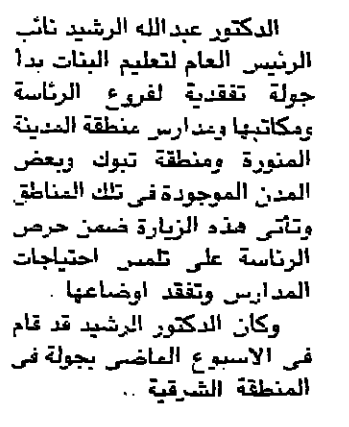 الدكتور عبدالله الرشيد نائب
الرئيس العام لتعليم البنات بدأ
جولة تفقدية لفروع الرئاسة
ومكاتبها ومدارس منطقة المدينة
المنورة ومنطقة تبوك وبعض
المدن الموجودة فى تلك المناطق
وتأتى هذه الزيارة ضمن حرص
الرئاسة على تلمس احتياجات
المدارس وتفقد اوضاعها .
وكان الدكتور الرشيد قد قام
فى الاسبوع الماضى بجولة فى
المنطقة الشرقية ..